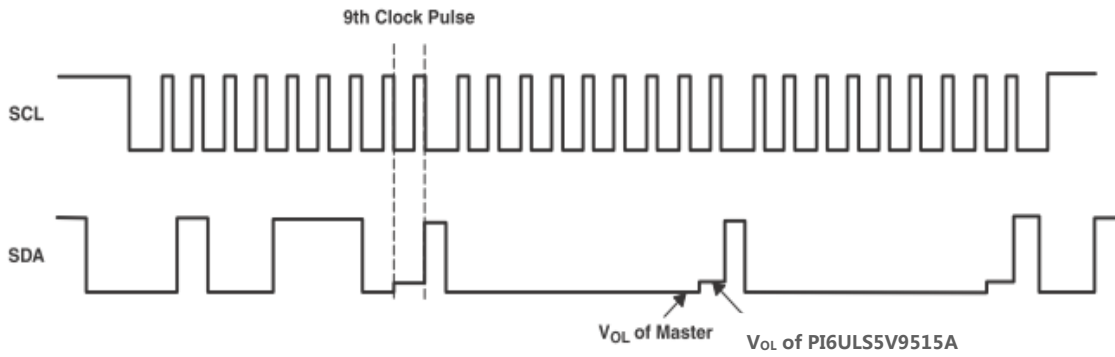 9th Clock Pulse
SCL
SDA
VOL of Master
VOL of PI6ULS5V9515A